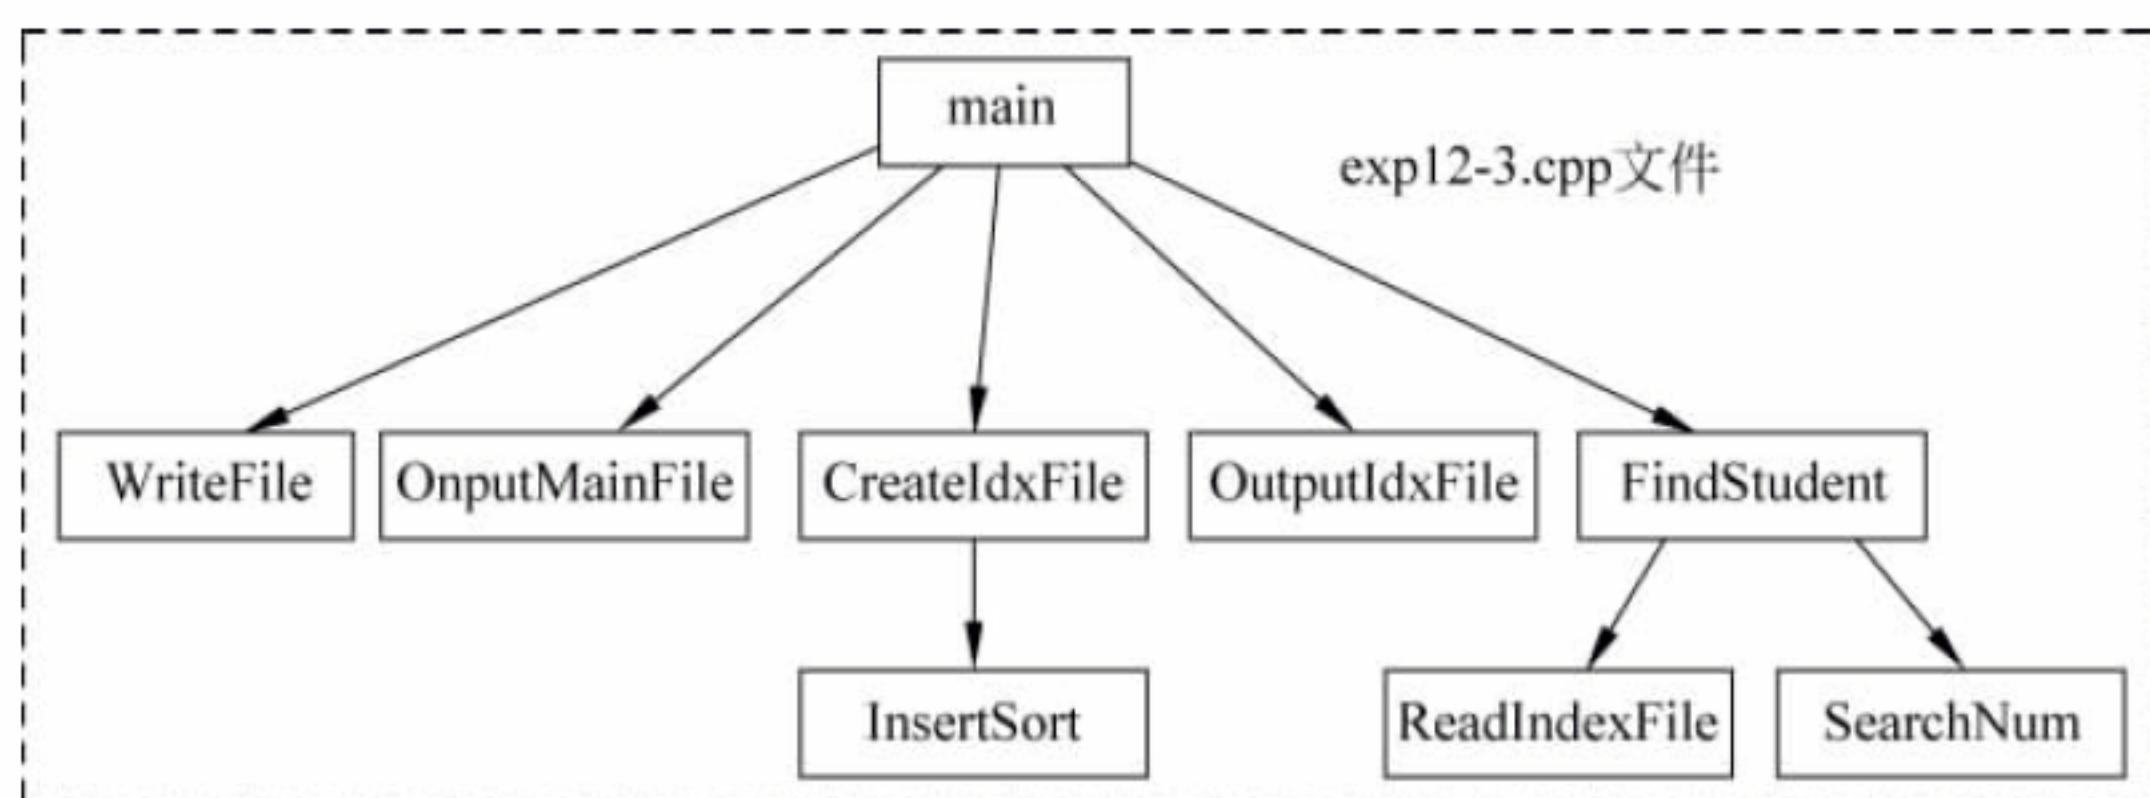 main
exp12-3.cpp文件
WriteFile
OnputMainFile
CreateIdxFile
OutputIdxFile
FindStudent
InsertSort
ReadIndexFile
SearchNum